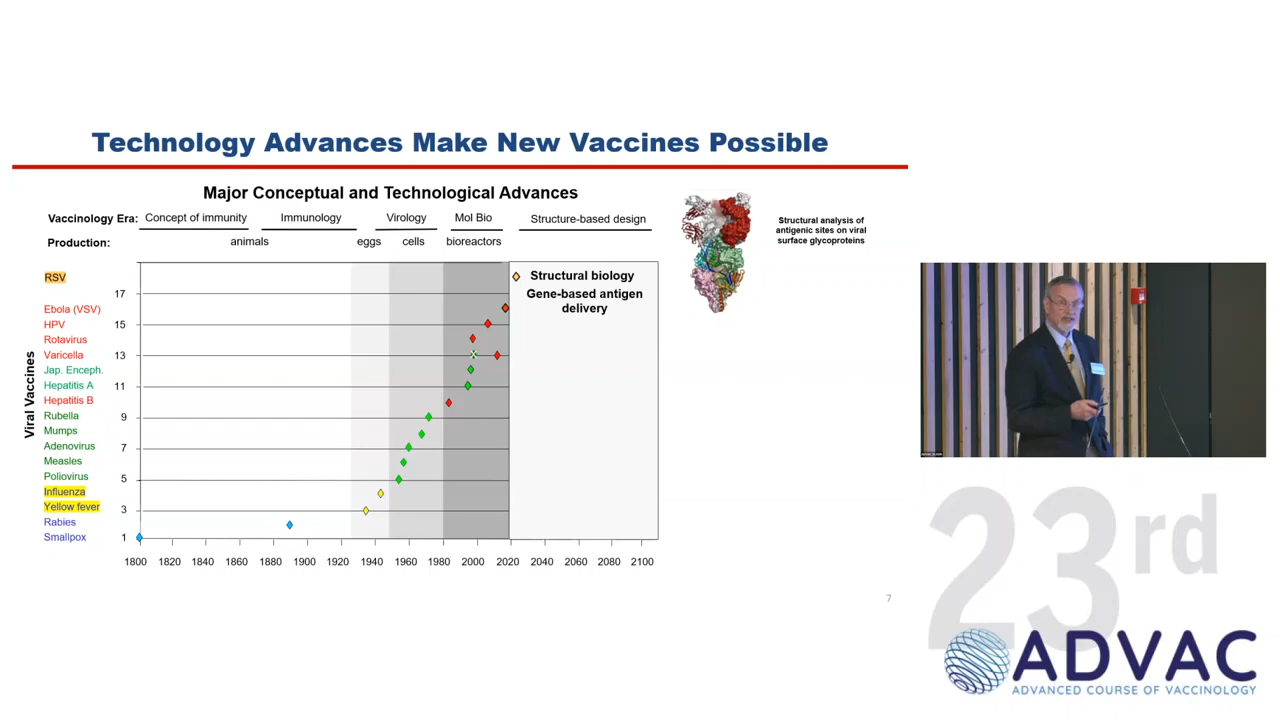 Technology Advances Make New Vaccines Possible
Major Conceptual and Technological Advances
Vaccinology Era: Concept of immunity Immunology Virology Mol Bio Structure-based design
Production: animals eggs cells bioreactors
Structural analysis of
antigenic sites on viral
surface glycoproteins
RSV
Structural biology
17
Gene-based antigen
delivery
Ebola (VSV)
HPV 15
Rotavirus
Varicella 13
Jap. Enceph.
Hepatitis A 11
Hepatitis B
Rubella 9
Mumps
Adenovirus 7
Measles
Poliovirus 5
Influenza
Yellow fever 3
Rabies
Smallpox 1
Viral Vaccines
1800 1820 1840 1860 1880 1900 1920 1940 1960 1980 2000 2020 2040 2060 2080 2100
7
23rd
ADVAC
ADVANCED COURSE OF VACCINOLOGY